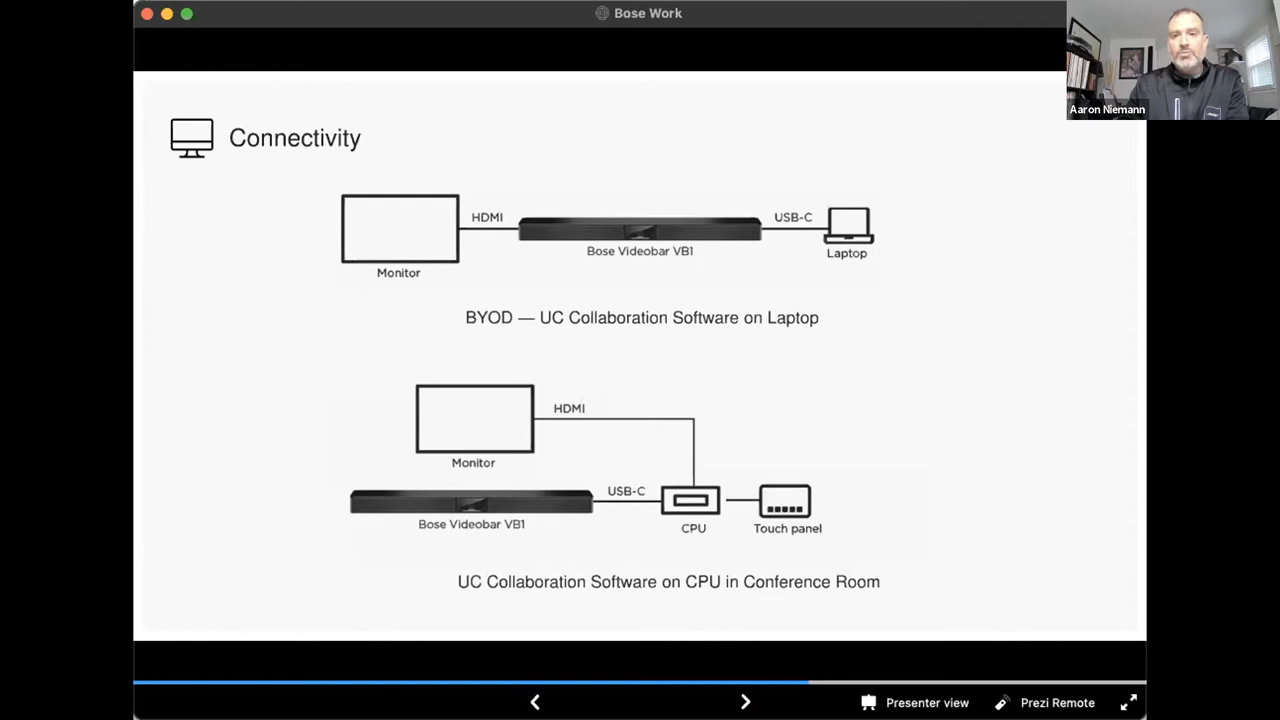 Bose Work
Aaron Niemann
Connectivity
HDMI
USB-C
Bose Videobar VB1
Laptop
Monitor
BYOD — UC Collaboration Software on Laptop
HDMI
Monitor
USB-C
Bose Videobar VB1
CPU
Touch panel
UC Collaboration Software on CPU in Conference Room
Presenter view
Prezi Remote